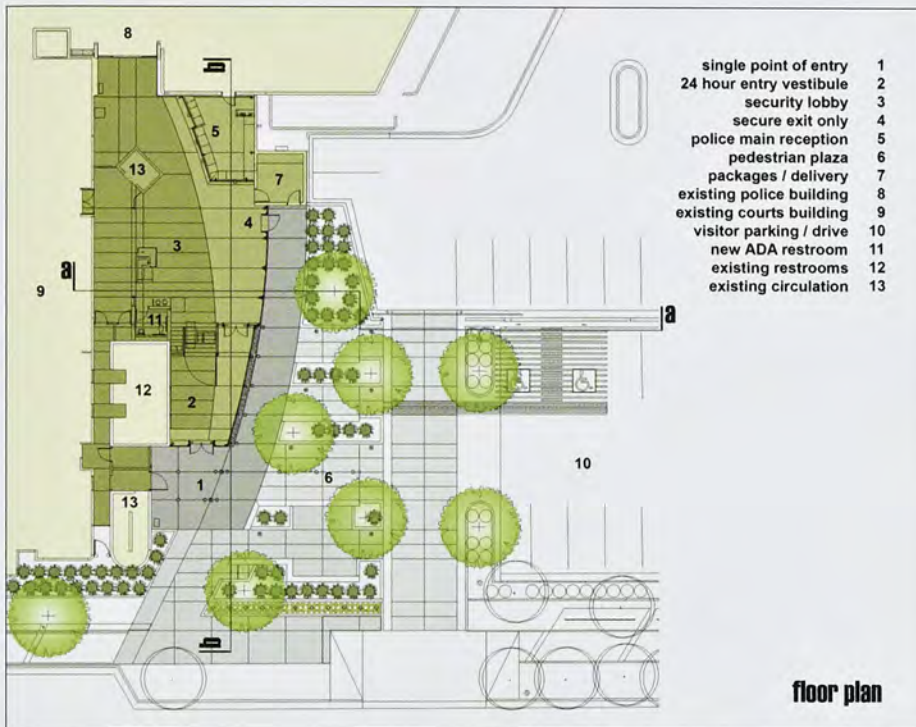 8
b
5
13
7
4
3
a
9
a
11
12
2
10
1
6
13
b
single point of entry 1
24 hour entry vestibule 2
security lobby 3
secure exit only 4
police main reception 5
pedestrian plaza 6
packages / delivery 7
existing police building 8
existing courts building 9
visitor parking / drive 10
new ADA restroom 11
existing restrooms 12
existing circulation 13
floor plan